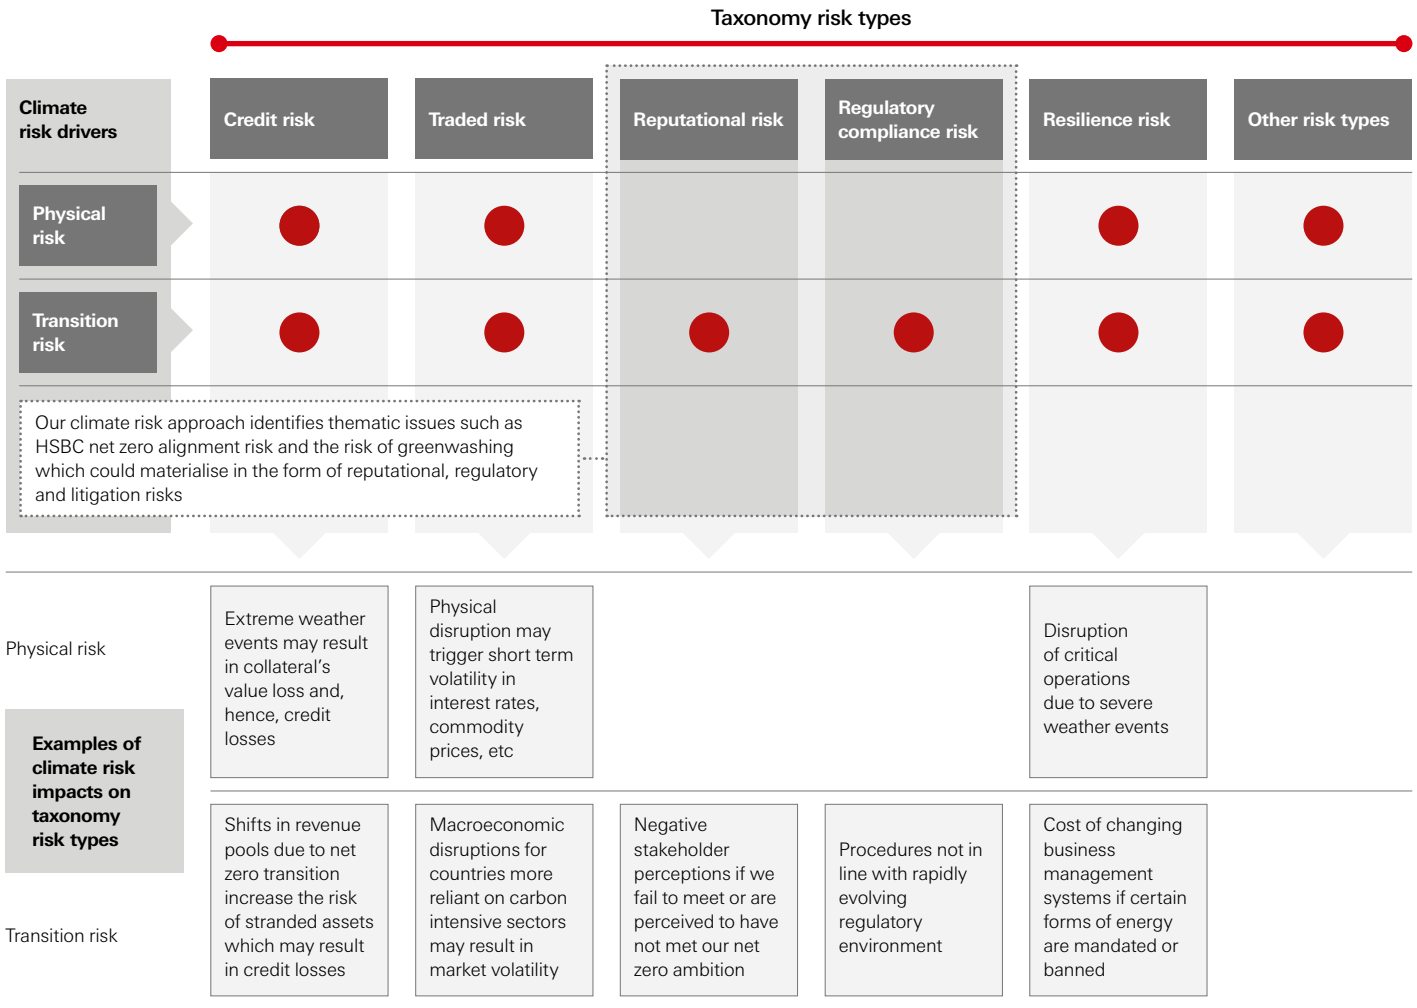 Taxonomy risk types
Climate
risk drivers
Credit risk
Traded risk
Reputational risk
Regulatory
compliance risk
Resilience risk
Other risk types
Physical
risk
Transition
risk
Our climate risk approach identifies thematic issues such as
HSBC net zero alignment risk and the risk of greenwashing
which could materialise in the form of reputational, regulatory
and litigation risks
Physical risk
Extreme weather
events may result
in collateral’s
value loss and,
hence, credit
losses
Physical
disruption may
trigger short term
volatility in
interest rates,
commodity
prices, etc
Disruption
of critical
operations
due to severe
weather events
Examples of
climate risk
impacts on
taxonomy
risk types
Transition risk
Shifts in revenue
pools due to net
zero transition
increase the risk
of stranded assets
which may result
in credit losses
Macroeconomic
disruptions for
countries more
reliant on carbon
intensive sectors
may result in
market volatility
Negative
stakeholder
perceptions if we
fail to meet or are
perceived to have
not met our net
zero ambition
Procedures not in
line with rapidly
evolving
regulatory
environment
Cost of changing
business
management
systems if certain
forms of energy
are mandated or
banned